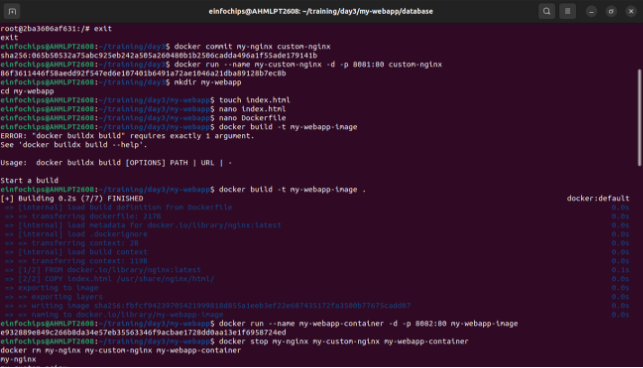 einfochips@AHMLPT2608: ~/training/day3/my-webapp/database
root@2ba3606af631:/# exit
exit
einfochips@AHMLPT2608:~/training/day3$ docker commit my-nginx custom-nginx
einfochips@AHMLPT2608:~/training/day3$ docker run --name my-custom-nginx -d -p 8081:80 custom-nginx
einfochips@AHMLPT2608:~/training/day3$ mkdir my-webapp
cd my-webapp
einfochips@AHMLPT2608:~/training/day3/my-webapp$ touch index.html
einfochips@AHMLPT2608:~/training/day3/my-webapp$ nano index.html
einfochips@AHMLPT2608:~/training/day3/my-webapp$ nano Dockerfile
einfochips@AHMLPT2608:~/training/day3/my-webapp$ docker build -t my-webapp-image
ERROR: "docker buildx build" requires exactly 1 argument.
See 'docker buildx build --help'.
Usage:  docker buildx build [OPTIONS] PATH | URL | -
Start a build
einfochips@AHMLPT2608:~/training/day3/my-webapp$ docker build -t my-webapp-image .
[+] Building 0.2s (7/7) FINISHED docker:default
=> [internal] load build definition from Dockerfile 0.0s
=> => transferring dockerfile: 217B 0.0s
=> [internal] load metadata for docker.io/library/nginx:latest 0.0s
=> [internal] load .dockerignore 0.0s
=> => transferring context: 2B 0.0s
=> [internal] load build context 0.0s
=> => transferring context: 0.0s
=> [1/2] FROM docker.io/library/nginx:latest 0.1s
=> [2/2] COPY index.html /usr/share/nginx/html/ 0.0s
=> exporting to image 0.0s
=> => exporting layers 0.0s
=> => writing image 0.0s
=> => naming to docker.io/library/my-webapp-image 0.0s
einfochips@AHMLPT2608:~/training/day3/my-webapp$ docker run --name my-webapp-container -d -p 8082:80 my-webapp-image
einfochips@AHMLPT2608:~/training/day3/my-webapp$ docker stop my-nginx my-custom-nginx my-webapp-container
docker rm my-nginx my-custom-nginx my-webapp-container
my-nginx